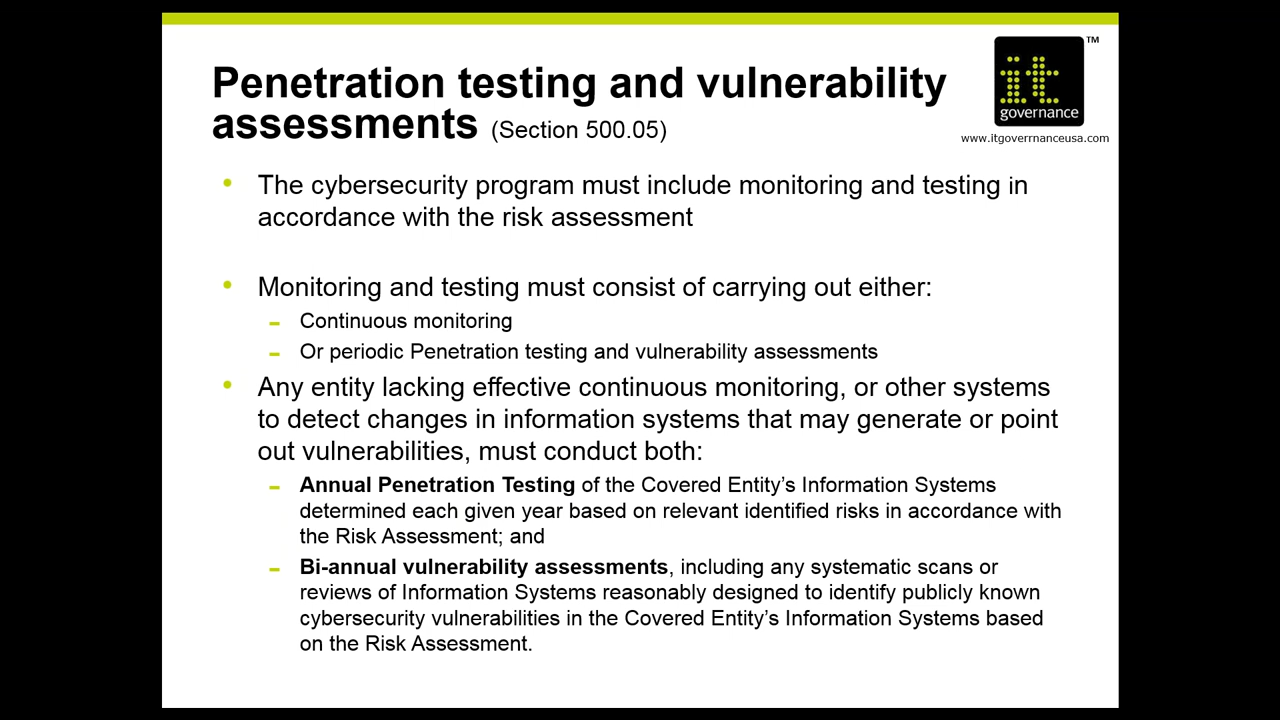 Penetration testing and vulnerability
assessments (Section 500.05)
it
governance
TM
www.itgoverrnanceusa.com
• The cybersecurity program must include monitoring and testing in
accordance with the risk assessment
• Monitoring and testing must consist of carrying out either:
– Continuous monitoring
– Or periodic Penetration testing and vulnerability assessments
• Any entity lacking effective continuous monitoring, or other systems
to detect changes in information systems that may generate or point
out vulnerabilities, must conduct both:
– Annual Penetration Testing of the Covered Entity’s Information Systems
determined each given year based on relevant identified risks in accordance with
the Risk Assessment; and
– Bi-annual vulnerability assessments, including any systematic scans or
reviews of Information Systems reasonably designed to identify publicly known
cybersecurity vulnerabilities in the Covered Entity’s Information Systems based
on the Risk Assessment.